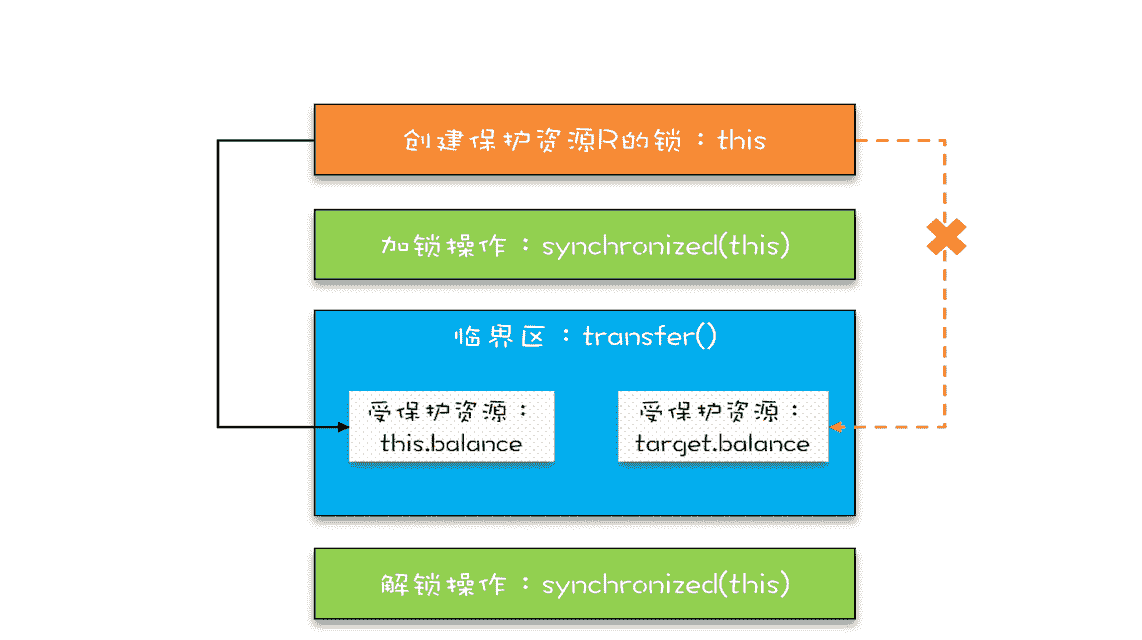 创建保护资源R的锁：this
加锁操作：synchronized(this)
临界区：transfer()
受保护资源：
this.balance
受保护资源：
target.balance
解锁操作：synchronized(this)